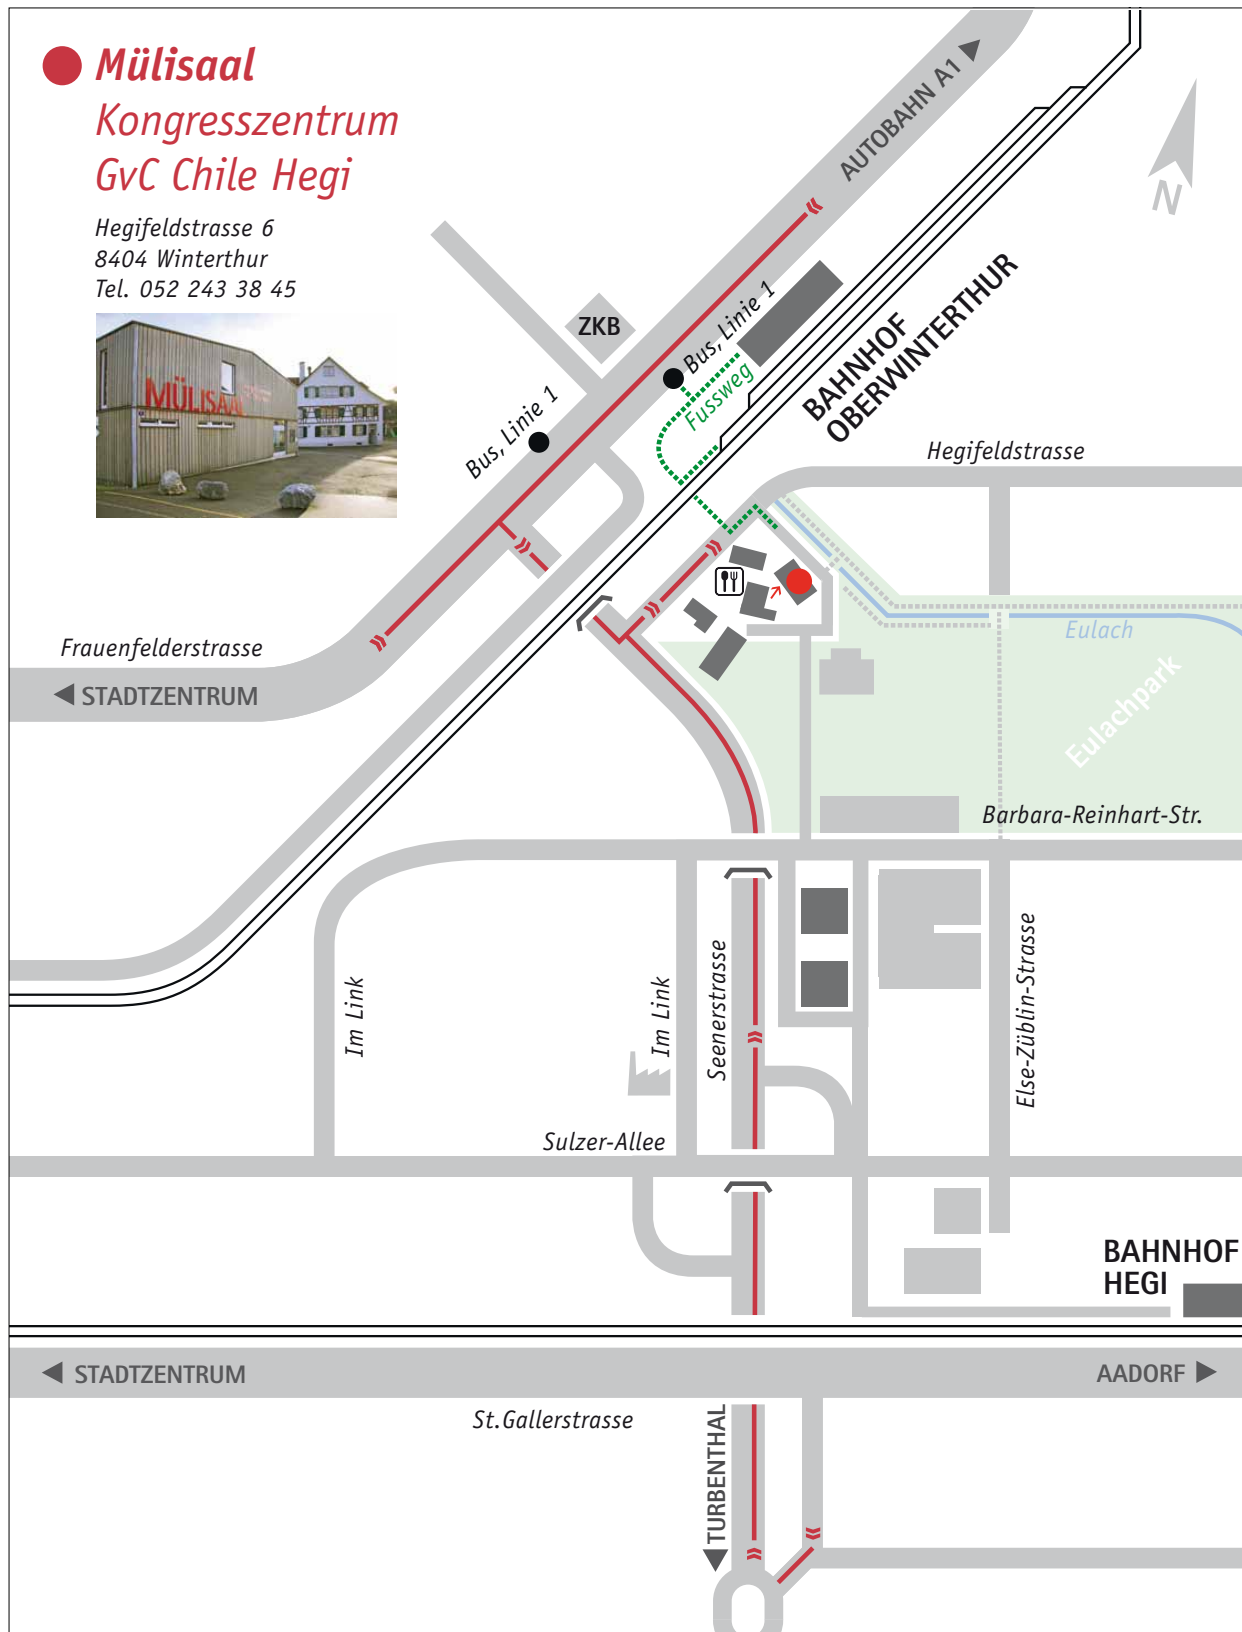 Mülisaal
Kongresszentrum
GvC Chile Hegi
Hegifeldstrasse 6
8404 Winterthur
Tel. 052 243 38 45
MÜLISAAL
AUTOBAHN A1
N
ZKB
Bus, Linie 1
Bus, Linie 1
Fussweg
BAHNHOF
OBERWINTERTHUR
Hegifeldstrasse
Frauenfelderstrasse
STADTZENTRUM
Eulach
Eulachpark
Barbara-Reinhart-Str.
Im Link
Im Link
Seenerstrasse
Else-Züblin-Strasse
Sulzer-Allee
BAHNHOF
HEGI
STADTZENTRUM
AADORF
St.Gallerstrasse
TURBENTHAL